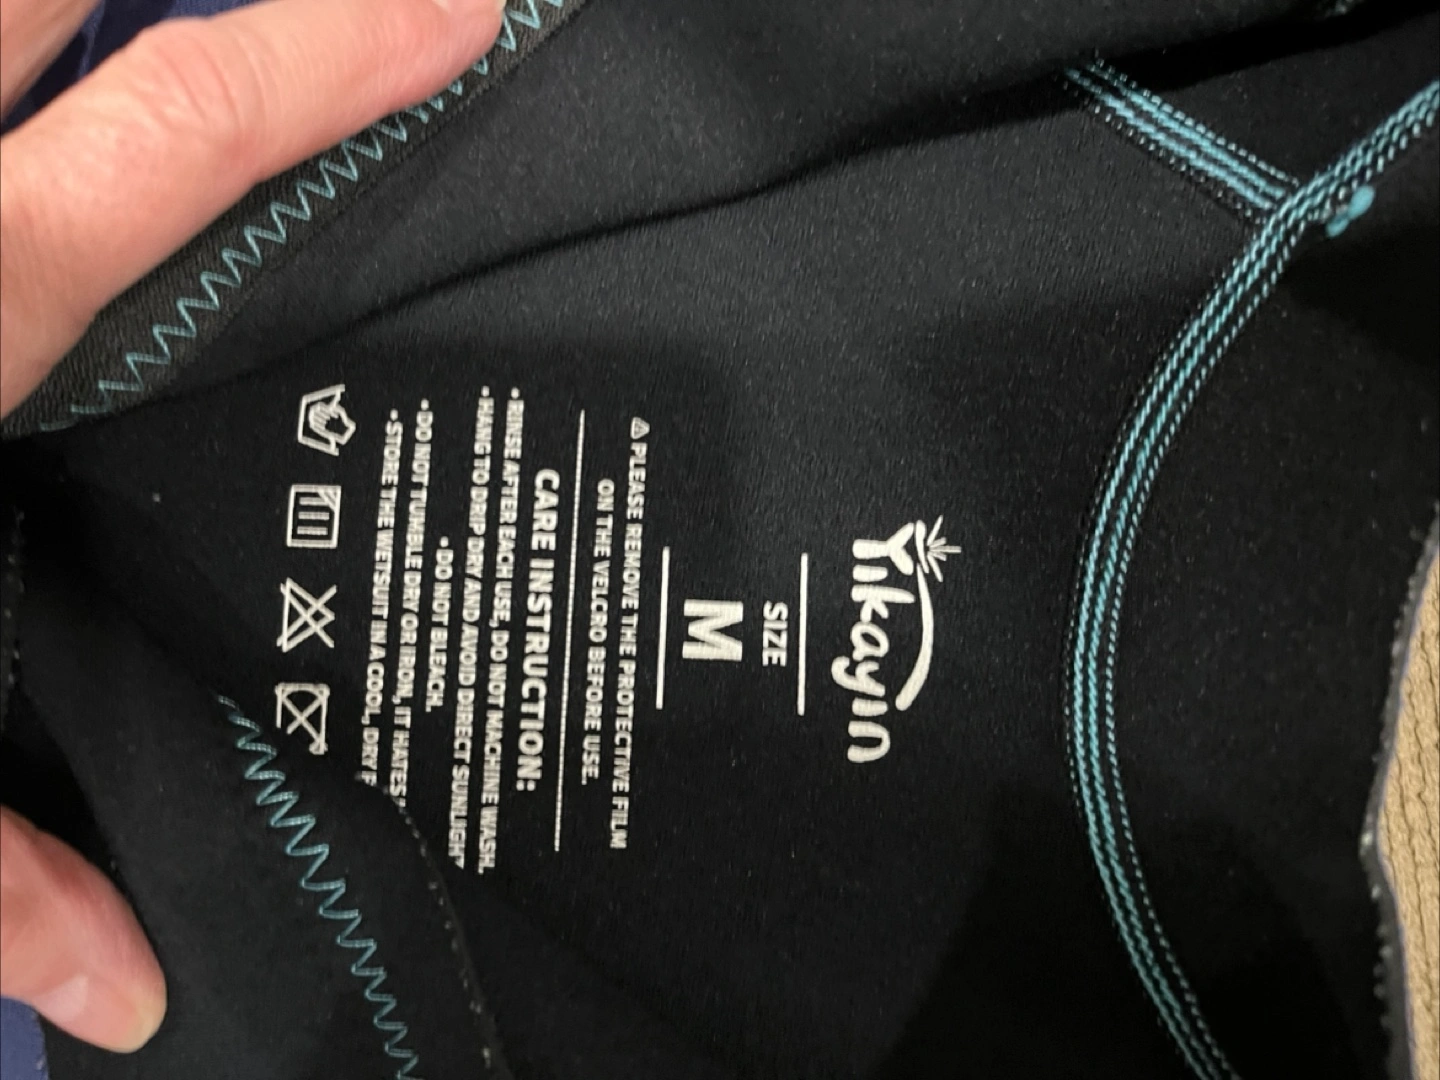 Yikayin
SIZE
M
PLEASE REMOVE THE PROTECTIVE FILM
ON THE VELCRO BEFORE USE.
CARE INSTRUCTION:
•RINSE AFTER EACH USE, DO NOT MACHINE WASH.
•HANG TO DRIP DRY AND AVOID DIRECT SUNLIGHT
•DO NOT BLEACH.
•DO NOT TUMBLE DRY OR IRON, IT HATES
•STORE THE WETSUIT IN A COOL, DRY